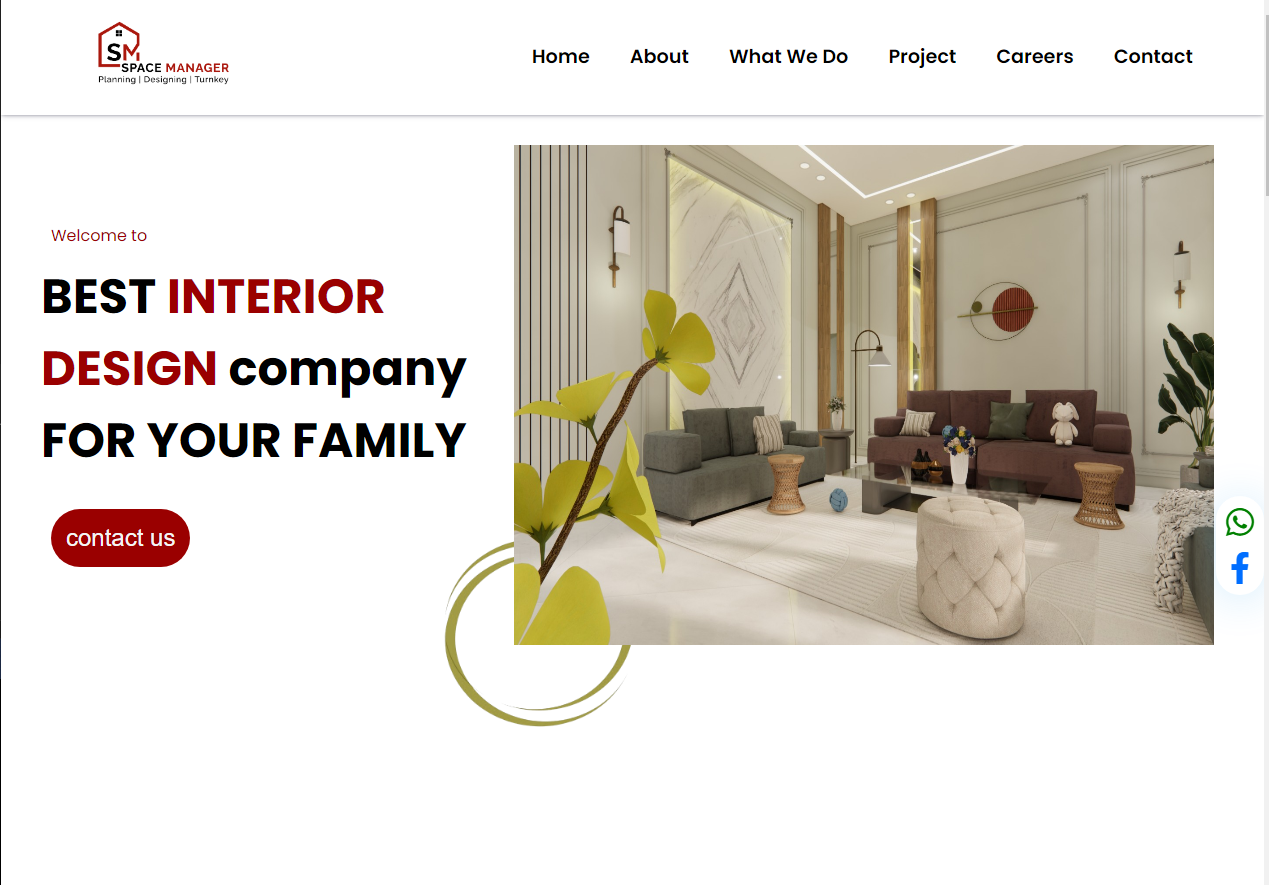 SM
SPACE MANAGER
Planning | Designing | Turnkey
Home About What We Do Project Careers Contact
Welcome to
BEST INTERIOR
DESIGN company
FOR YOUR FAMILY
contact us